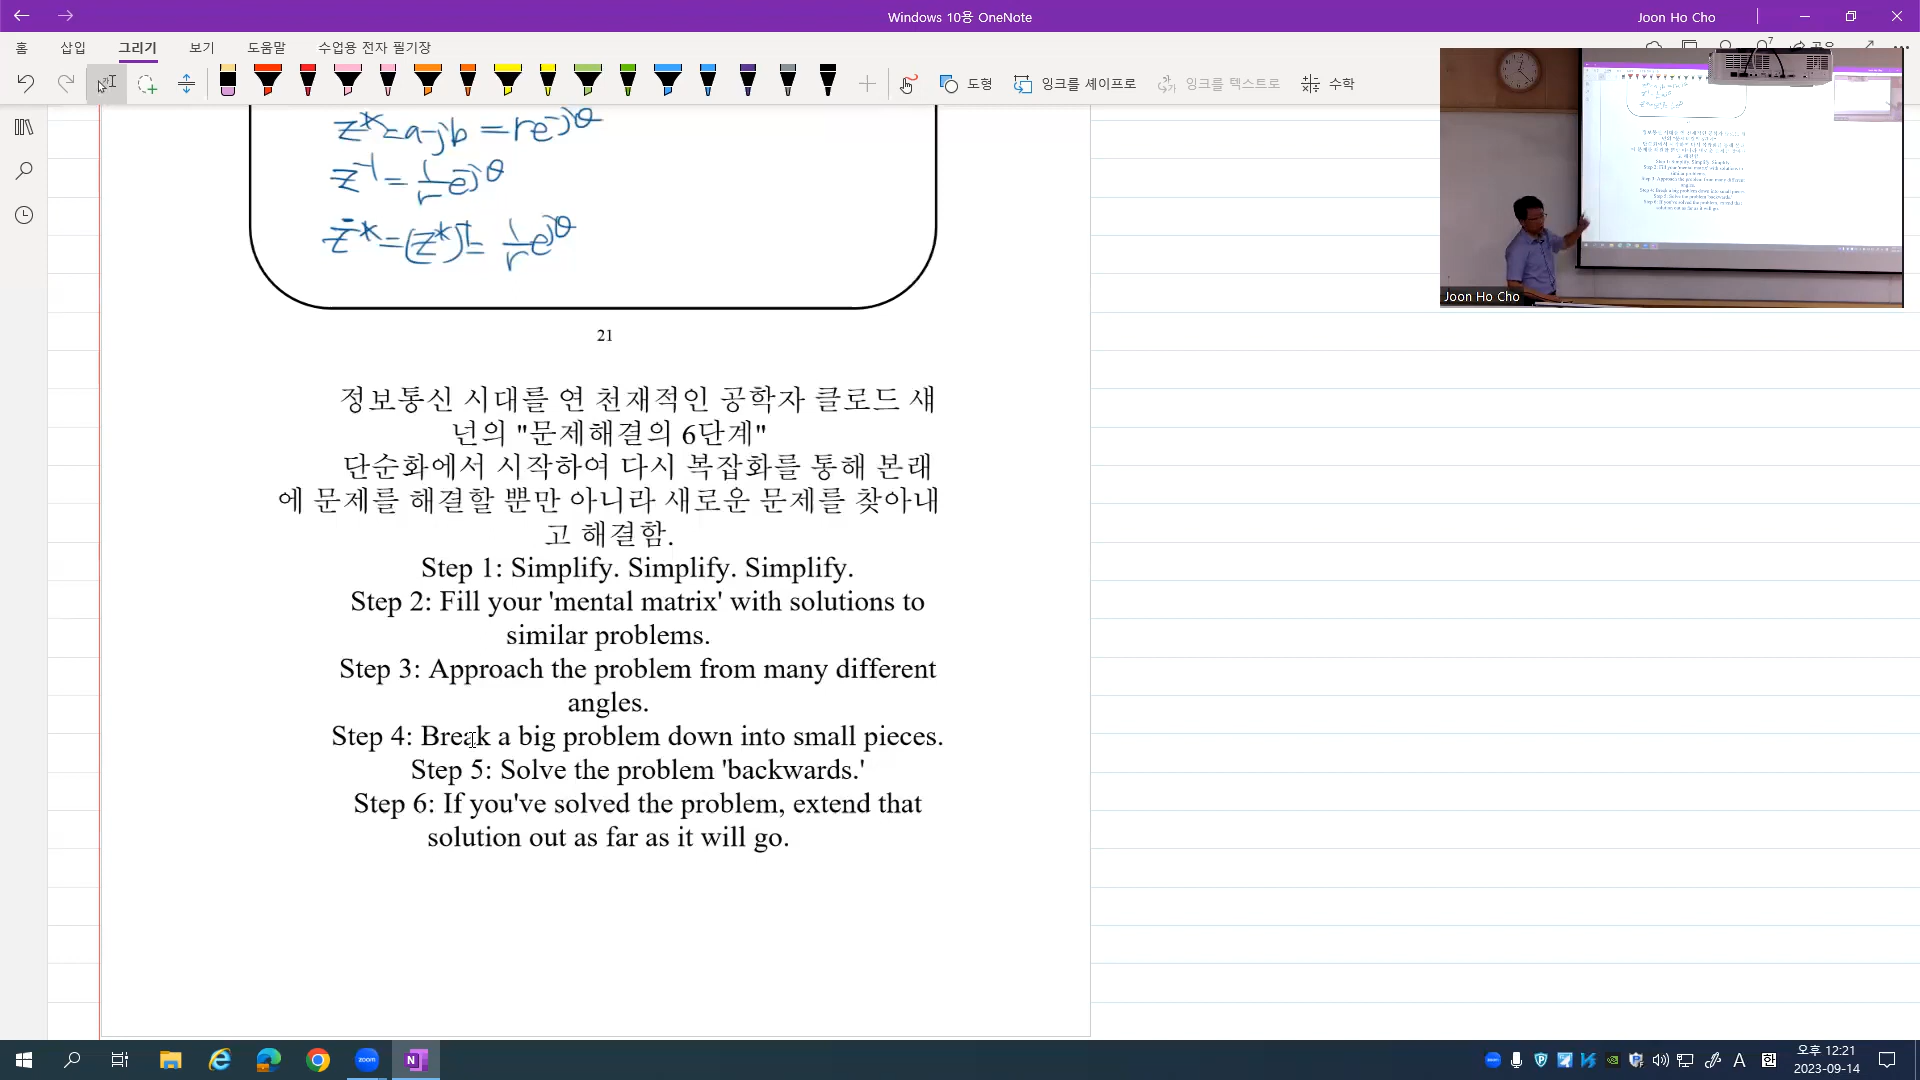 Windows 10용 OneNote
Joon Ho Cho
홈 삽입 그리기 보기 도움말 수업용 전자 필기장
7 공유
도형 잉크를 셰이프로 잉크를 텍스트로 수학
z* = a-jb = re^-jθ
z^-1 = 1/r e^-jθ
z^-* = (z*)^-1 = 1/r e^jθ
21
정보통신 시대를 연 천재적인 공학자 클로드 섀
넌의 "문제해결의 6단계"
단순화에서 시작하여 다시 복잡화를 통해 본래
에 문제를 해결할 뿐만 아니라 새로운 문제를 찾아내
고 해결함.
Step 1: Simplify. Simplify. Simplify.
Step 2: Fill your 'mental matrix' with solutions to
similar problems.
Step 3: Approach the problem from many different
angles.
Step 4: Break a big problem down into small pieces.
Step 5: Solve the problem 'backwards.'
Step 6: If you've solved the problem, extend that
solution out as far as it will go.
Joon Ho Cho
zoom
N
A 한
오후 12:21
2023-09-14